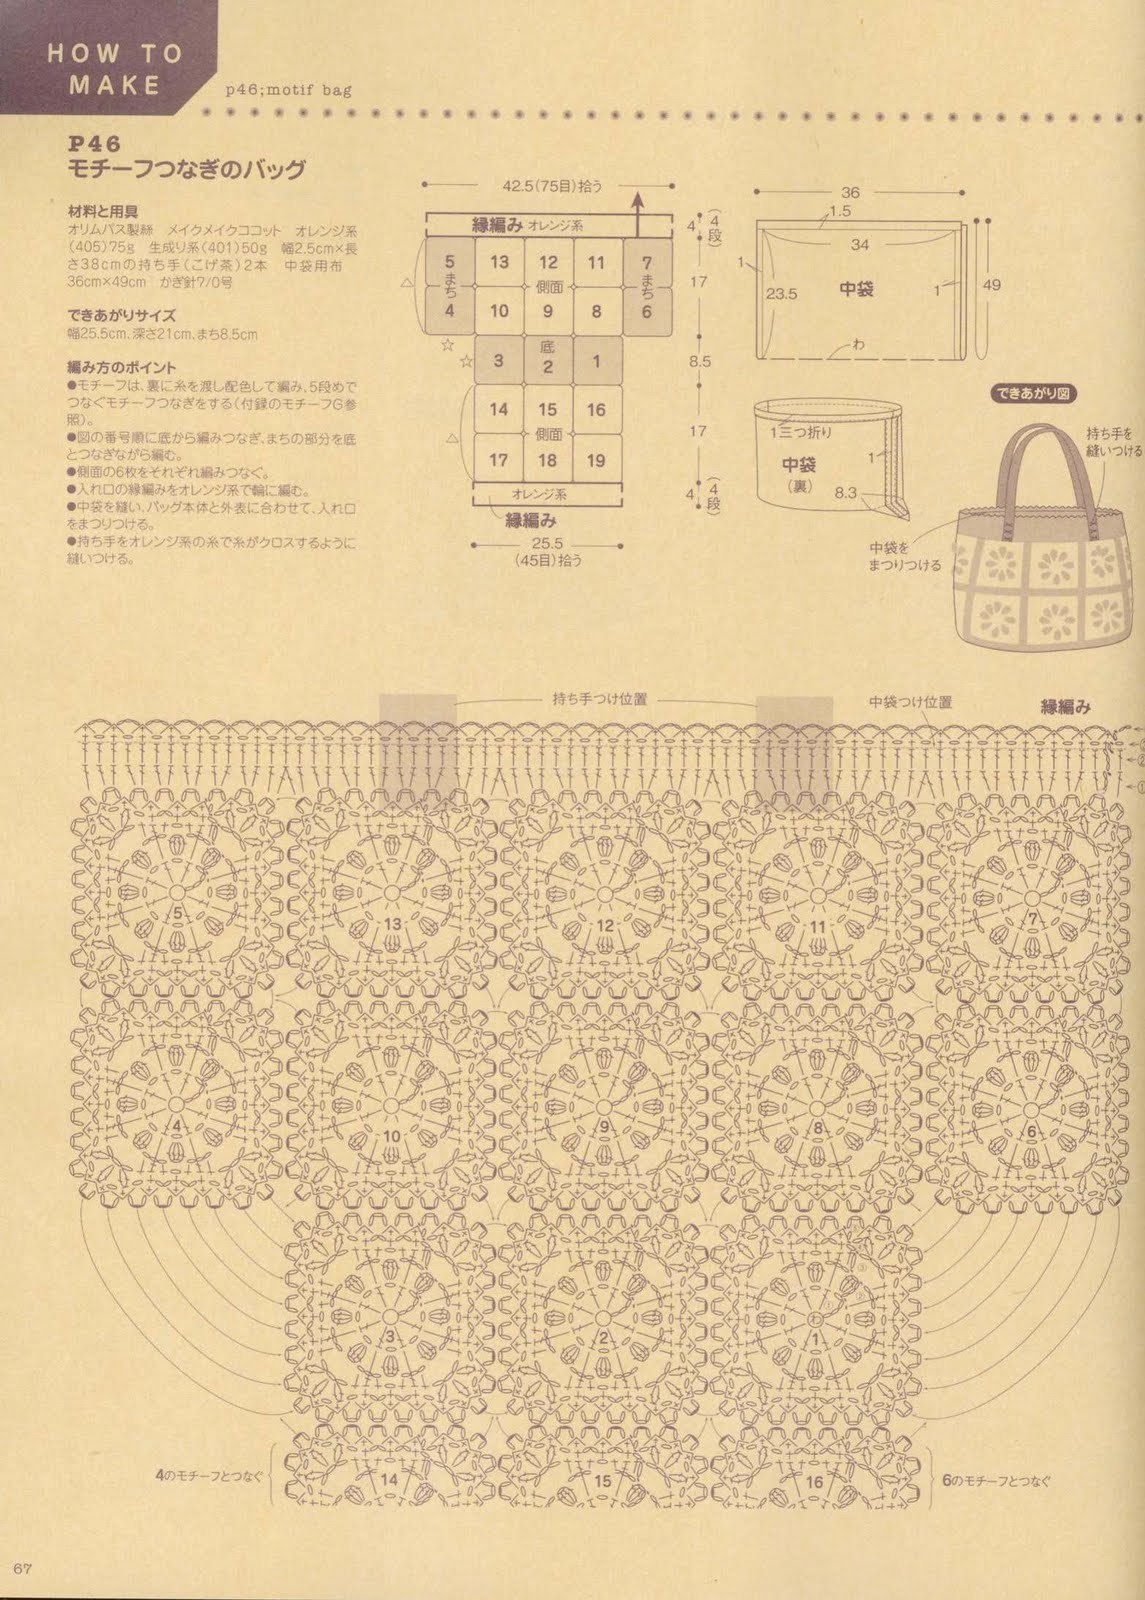 HOW TO
MAKE
p46;motif bag
P46
モチーフつなぎのバッグ
材料と用具
オリムパス製絲　メイクメイクココット　オレンジ系
(405)75g　生成り系(401)50g　幅2.5cm×長
さ38cmの持ち手(こげ茶)2本　中袋用布
36cm×49cm　かぎ針7/0号
できあがりサイズ
幅25.5cm、深さ21cm、まち8.5cm
編み方のポイント
●モチーフは、裏に糸を渡し配色して編み、5段めで
つなぐモチーフつなぎをする(付録のモチーフG参
照)。
●図の番号順に底から編みつなぎ、まちの部分を底
とつなぎながら編む。
●側面の6枚をそれぞれ編みつなぐ。
●入れ口の縁編みをオレンジ系で輪に編む。
●中袋を縫い、バッグ本体と外表に合わせて、入れ口
をまつりつける。
●持ち手をオレンジ系の糸で糸がクロスするように
縫いつける。
42.5(75目)拾う
縁編み オレンジ系
4(4段)
5 13 12 11 7
まち 側面 まち
17
4 10 9 8 6
△
☆
☆
底
3 2 1
8.5
14 15 16
側面
17
△
17 18 19
オレンジ系
4(4段)
縁編み
25.5
(45目)拾う
36
1.5
34
1
23.5
中袋
1
49
わ
1三つ折り
中袋
(裏)
1
8.3
できあがり図
持ち手を
縫いつける
中袋を
まつりつける
持ち手つけ位置
中袋つけ位置
縁編み
②
①
5 13 12 11 7
4 10 9 8 6
③
②
わ
3 2 1
4のモチーフとつなぐ
14 15 16
6のモチーフとつなぐ
67